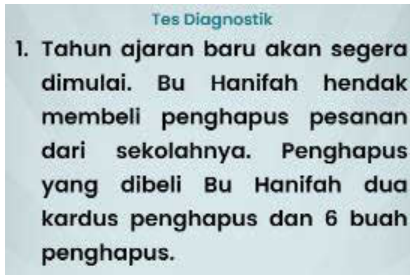 Tes Diagnostik
1. Tahun ajaran baru akan segera
dimulai. Bu Hanifah hendak
membeli penghapus pesanan
dari sekolahnya. Penghapus
yang dibeli Bu Hanifah dua
kardus penghapus dan 6 buah
penghapus.